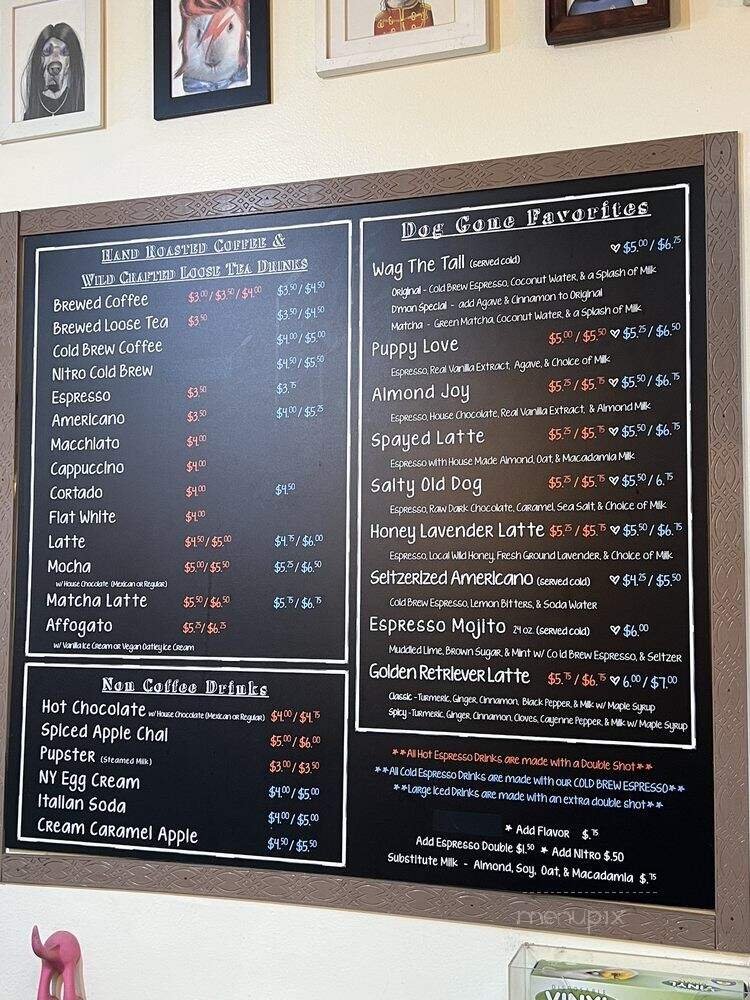 Hand Roasted Coffee &
Wild Crafted Loose Tea Drinks
Brewed Coffee $3.00 / $3.50 / $4.00 $3.50 / $4.50
Brewed Loose Tea $3.50 $3.50 / $4.50
Cold Brew Coffee $4.00 / $5.00
Nitro Cold Brew $4.50 / $5.50
Espresso $3.50 $3.75
Americano $3.50 $4.00 / $5.25
Macchiato $4.00
Cappuccino $4.00
Cortado $4.00 $4.50
Flat White $4.00
Latte $4.50 / $5.00 $4.75 / $6.00
Mocha $5.00 / $5.50 $5.25 / $6.50
w/ House Chocolate (Mexican or Regular)
Matcha Latte $5.50 / $6.50 $5.75 / $6.75
Affogato $5.25 / $6.25
w/ Vanilla Ice Cream or Vegan Oatley Ice Cream
Non Coffee Drinks
Hot Chocolate w/ House Chocolate (Mexican or Regular) $4.00 / $4.75
Spiced Apple Chai $5.00 / $6.00
Pupster (Steamed Milk) $3.00 / $3.50
NY Egg Cream $4.00 / $5.00
Italian Soda $4.00 / $5.00
Cream Caramel Apple $4.50 / $5.50
Dog Gone Favorites
Wag The Tail (served cold) ♡ $5.00 / $6.25
Original - Cold Brew Espresso, Coconut Water, & a Splash of Milk
D'mon Special - add Agave & Cinnamon to Original
Matcha - Green Matcha, Coconut Water, & a Splash of Milk
Puppy Love $5.00 / $5.50 ♡ $5.25 / $6.50
Espresso, Real Vanilla Extract, Agave, & Choice of Milk
Almond Joy $5.25 / $5.75 ♡ $5.50 / $6.75
Espresso, House Chocolate, Real Vanilla Extract, & Almond Milk
Spayed Latte $5.25 / $5.75 ♡ $5.50 / $6.75
Espresso with House Made Almond, Oat, & Macadamia Milk
Salty Old Dog $5.25 / $5.75 ♡ $5.50 / 6.75
Espresso, Raw Dark Chocolate, Caramel, Sea Salt, & Choice of Milk
Honey Lavender Latte $5.25 / $5.75 ♡ $5.50 / $6.75
Espresso, Local Wild Honey, Fresh Ground Lavender, & Choice of Milk
Seltzerized Americano (served cold) ♡ $4.25 / $5.50
Cold Brew Espresso, Lemon Bitters, & Soda Water
Espresso Mojito 24 oz. (served cold) ♡ $6.00
Muddled Lime, Brown Sugar, & Mint w/ Cold Brew Espresso, & Seltzer
Golden Retriever Latte $5.75 / $6.75 ♡ 6.00 / $7.00
Classic - Turmeric, Ginger, Cinnamon, Black Pepper, & Milk w/ Maple Syrup
Spicy - Turmeric, Ginger, Cinnamon, Cloves, Cayenne Pepper, & Milk w/ Maple Syrup
**All Hot Espresso Drinks are made with a Double Shot**
**All Cold Espresso Drinks are made with our COLD BREW ESPRESSO**
**Large Iced Drinks are made with an extra double shot**
* Add Flavor $.75
Add Espresso Double $1.50 * Add Nitro $.50
Substitute Milk - Almond, Soy, Oat, & Macadamia $.75
menupix
VINYL
VINYL